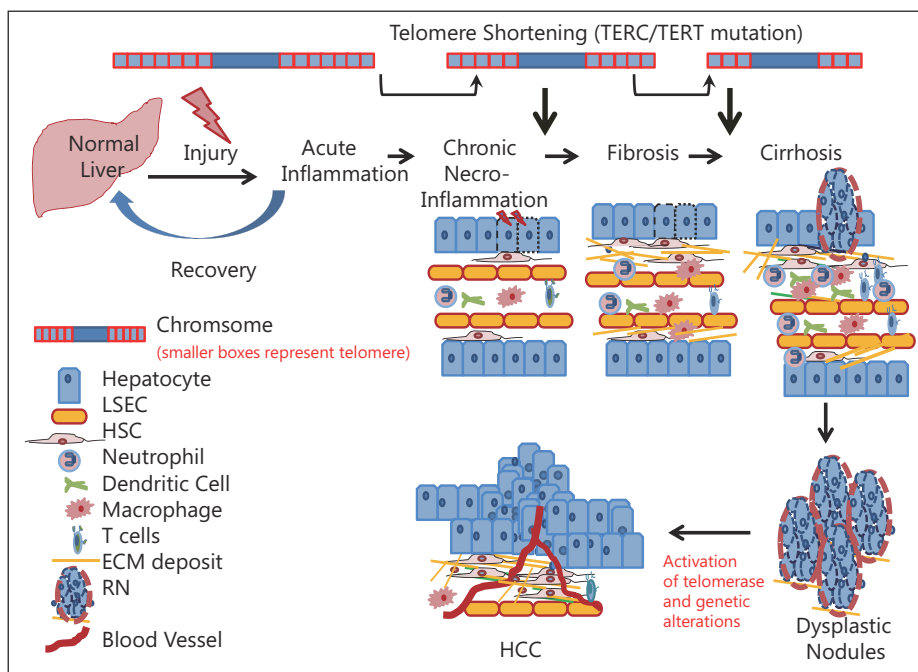 Telomere Shortening (TERC/TERT mutation)
Normal
Liver
Injury
Acute
Inflammation
Chronic
Necro-
Inflammation
Fibrosis
Cirrhosis
Recovery
Chromsome
(smaller boxes represent telomere)
Hepatocyte
LSEC
HSC
Neutrophil
Dendritic Cell
Macrophage
T cells
ECM deposit
RN
Blood Vessel
HCC
Activation
of telomerase
and genetic
alterations
Dysplastic
Nodules